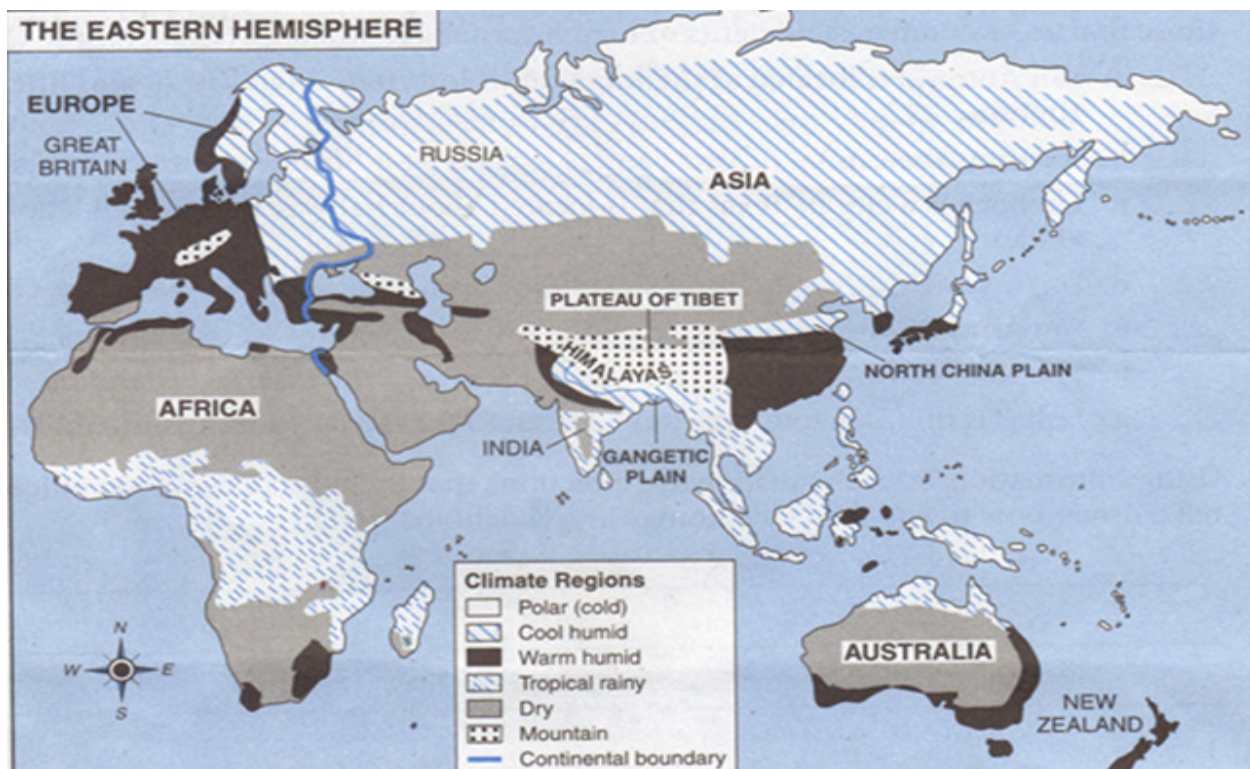 THE EASTERN HEMISPHERE
EUROPE
GREAT
BRITAIN
RUSSIA
ASIA
PLATEAU OF TIBET
HIMALAYAS
NORTH CHINA PLAIN
AFRICA
INDIA
GANGETIC
PLAIN
Climate Regions
Polar (cold)
Cool humid
Warm humid
Tropical rainy
Dry
Mountain
Continental boundary
N
W
E
S
AUSTRALIA
NEW
ZEALAND